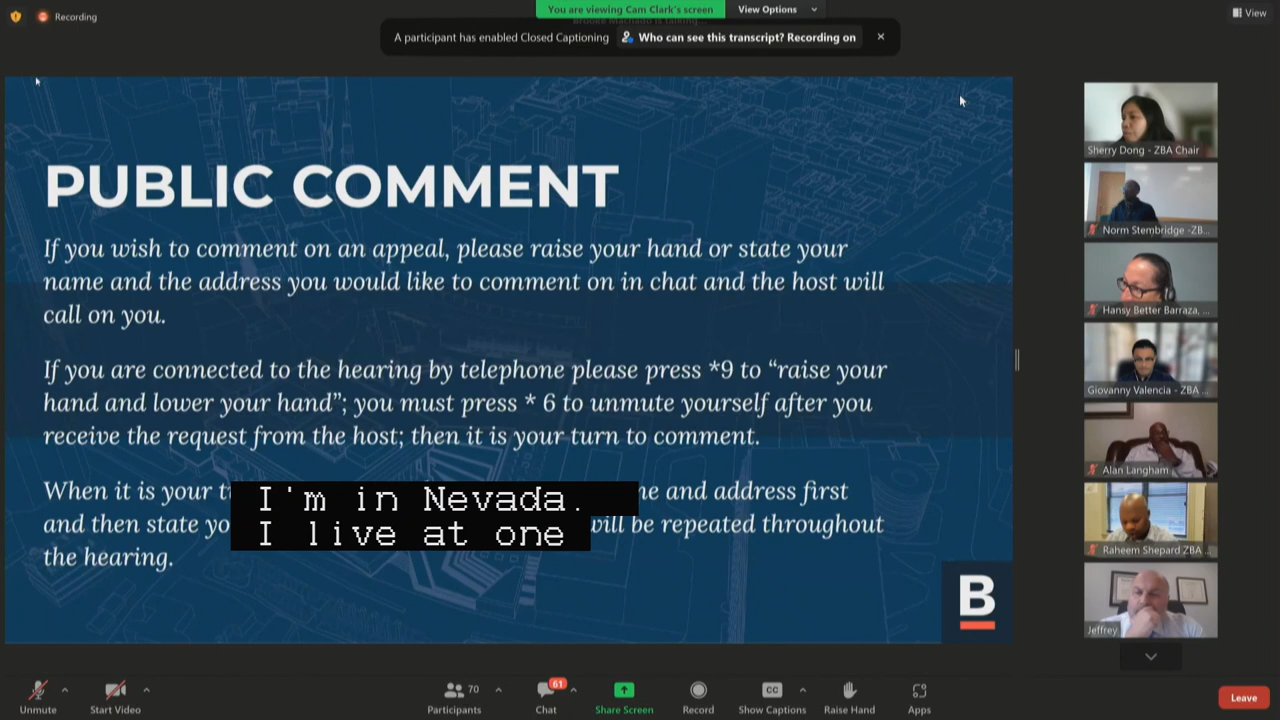 Recording
You are viewing Cam Clark's screen
View Options
View
Brooke Machado is talking...
A participant has enabled Closed Captioning
Who can see this transcript? Recording on
PUBLIC COMMENT
If you wish to comment on an appeal, please raise your hand or state your
name and the address you would like to comment on in chat and the host will
call on you.
If you are connected to the hearing by telephone please press *9 to “raise your
hand and lower your hand”; you must press * 6 to unmute yourself after you
receive the request from the host; then it is your turn to comment.
When it is your and address first
and then state will be repeated throughout
the hearing.
I'm in Nevada.
I live at one
B
Sherry Dong - ZBA Chair
Norm Stembridge -ZB...
Hansy Better Barraza, ...
Giovanny Valencia - ZBA ...
Alan Langham
Raheem Shepard ZBA ...
Jeffrey
Unmute
Start Video
Participants
70
Chat
61
Share Screen
Record
CC
Show Captions
Raise Hand
Apps
Leave